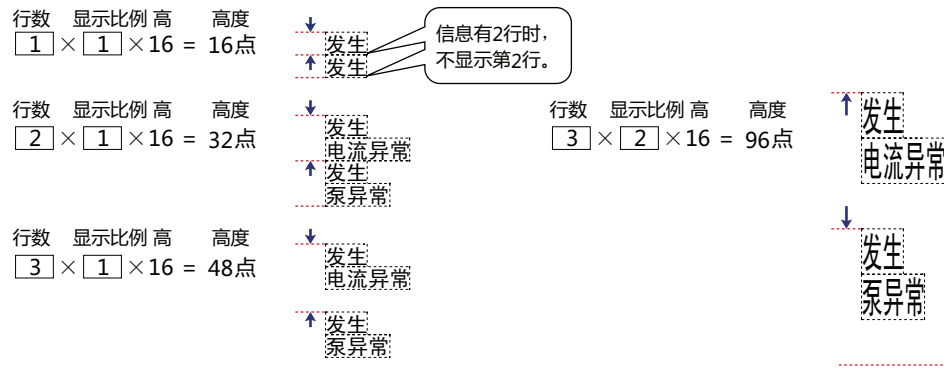 行数 显示比例 高 高度
1 × 1 ×16 = 16点
发生
发生
信息有2行时，
不显示第2行。
行数 显示比例 高 高度
2 × 1 ×16 = 32点
发生
电流异常
发生
泵异常
行数 显示比例 高 高度
3 × 1 ×16 = 48点
发生
电流异常
发生
泵异常
行数 显示比例 高 高度
3 × 2 ×16 = 96点
发生
电流异常
发生
泵异常